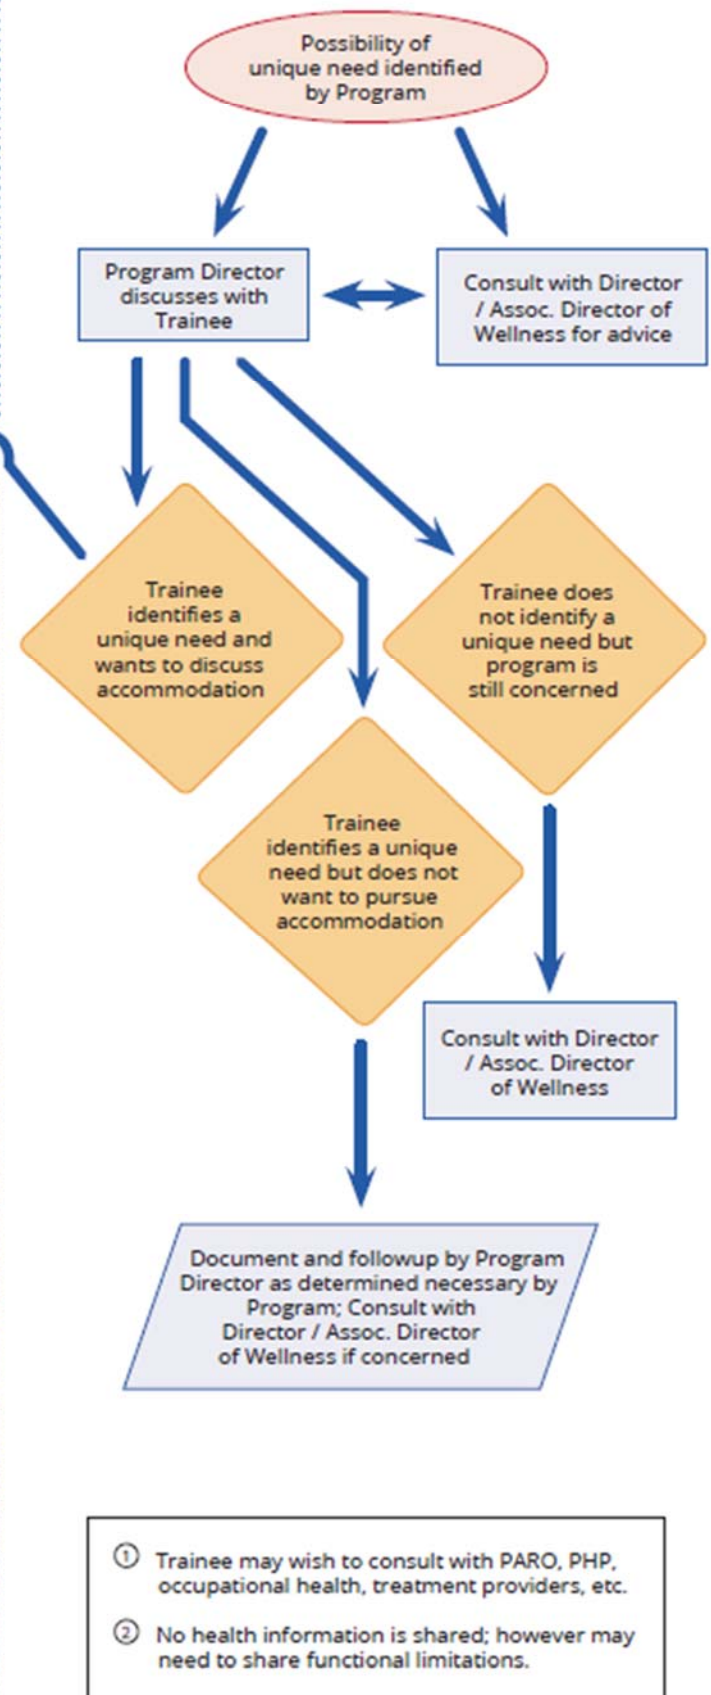 Possibility of
unique need identified
by Program
Program Director
discusses with
Trainee
Consult with Director
/ Assoc. Director of
Wellness for advice
Trainee
identifies a
unique need and
wants to discuss
accommodation
Trainee does
not identify a
unique need but
program is
still concerned
Trainee
identifies a unique
need but does not
want to pursue
accommodation
Consult with Director
/ Assoc. Director
of Wellness
Document and followup by Program
Director as determined necessary by
Program; Consult with
Director / Assoc. Director
of Wellness if concerned
① Trainee may wish to consult with PARO, PHP,
occupational health, treatment providers, etc.
② No health information is shared; however may
need to share functional limitations.